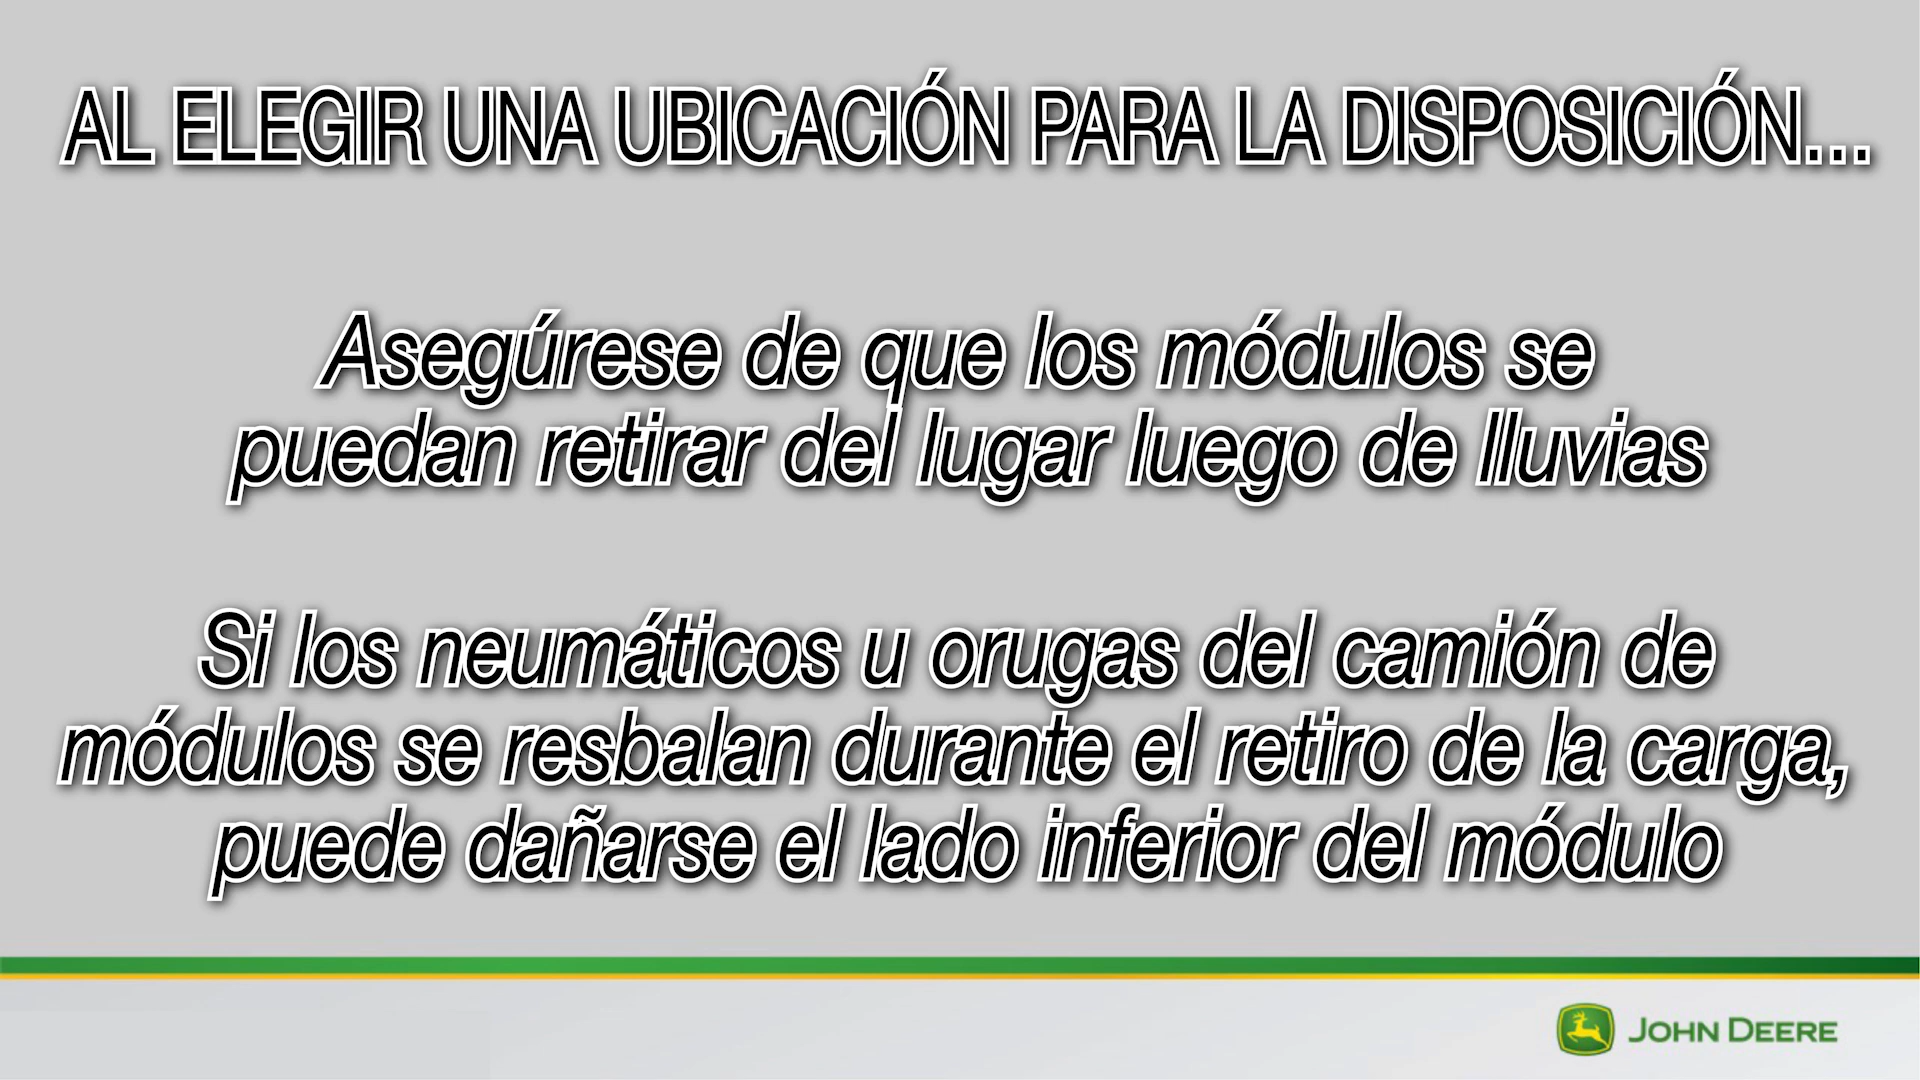 AL ELEGIR UNA UBICACIÓN PARA LA DISPOSICIÓN...
Asegúrese de que los módulos se
puedan retirar del lugar luego de lluvias
Si los neumáticos u orugas del camión de
módulos se resbalan durante el retiro de la carga,
puede dañarse el lado inferior del módulo
JOHN DEERE